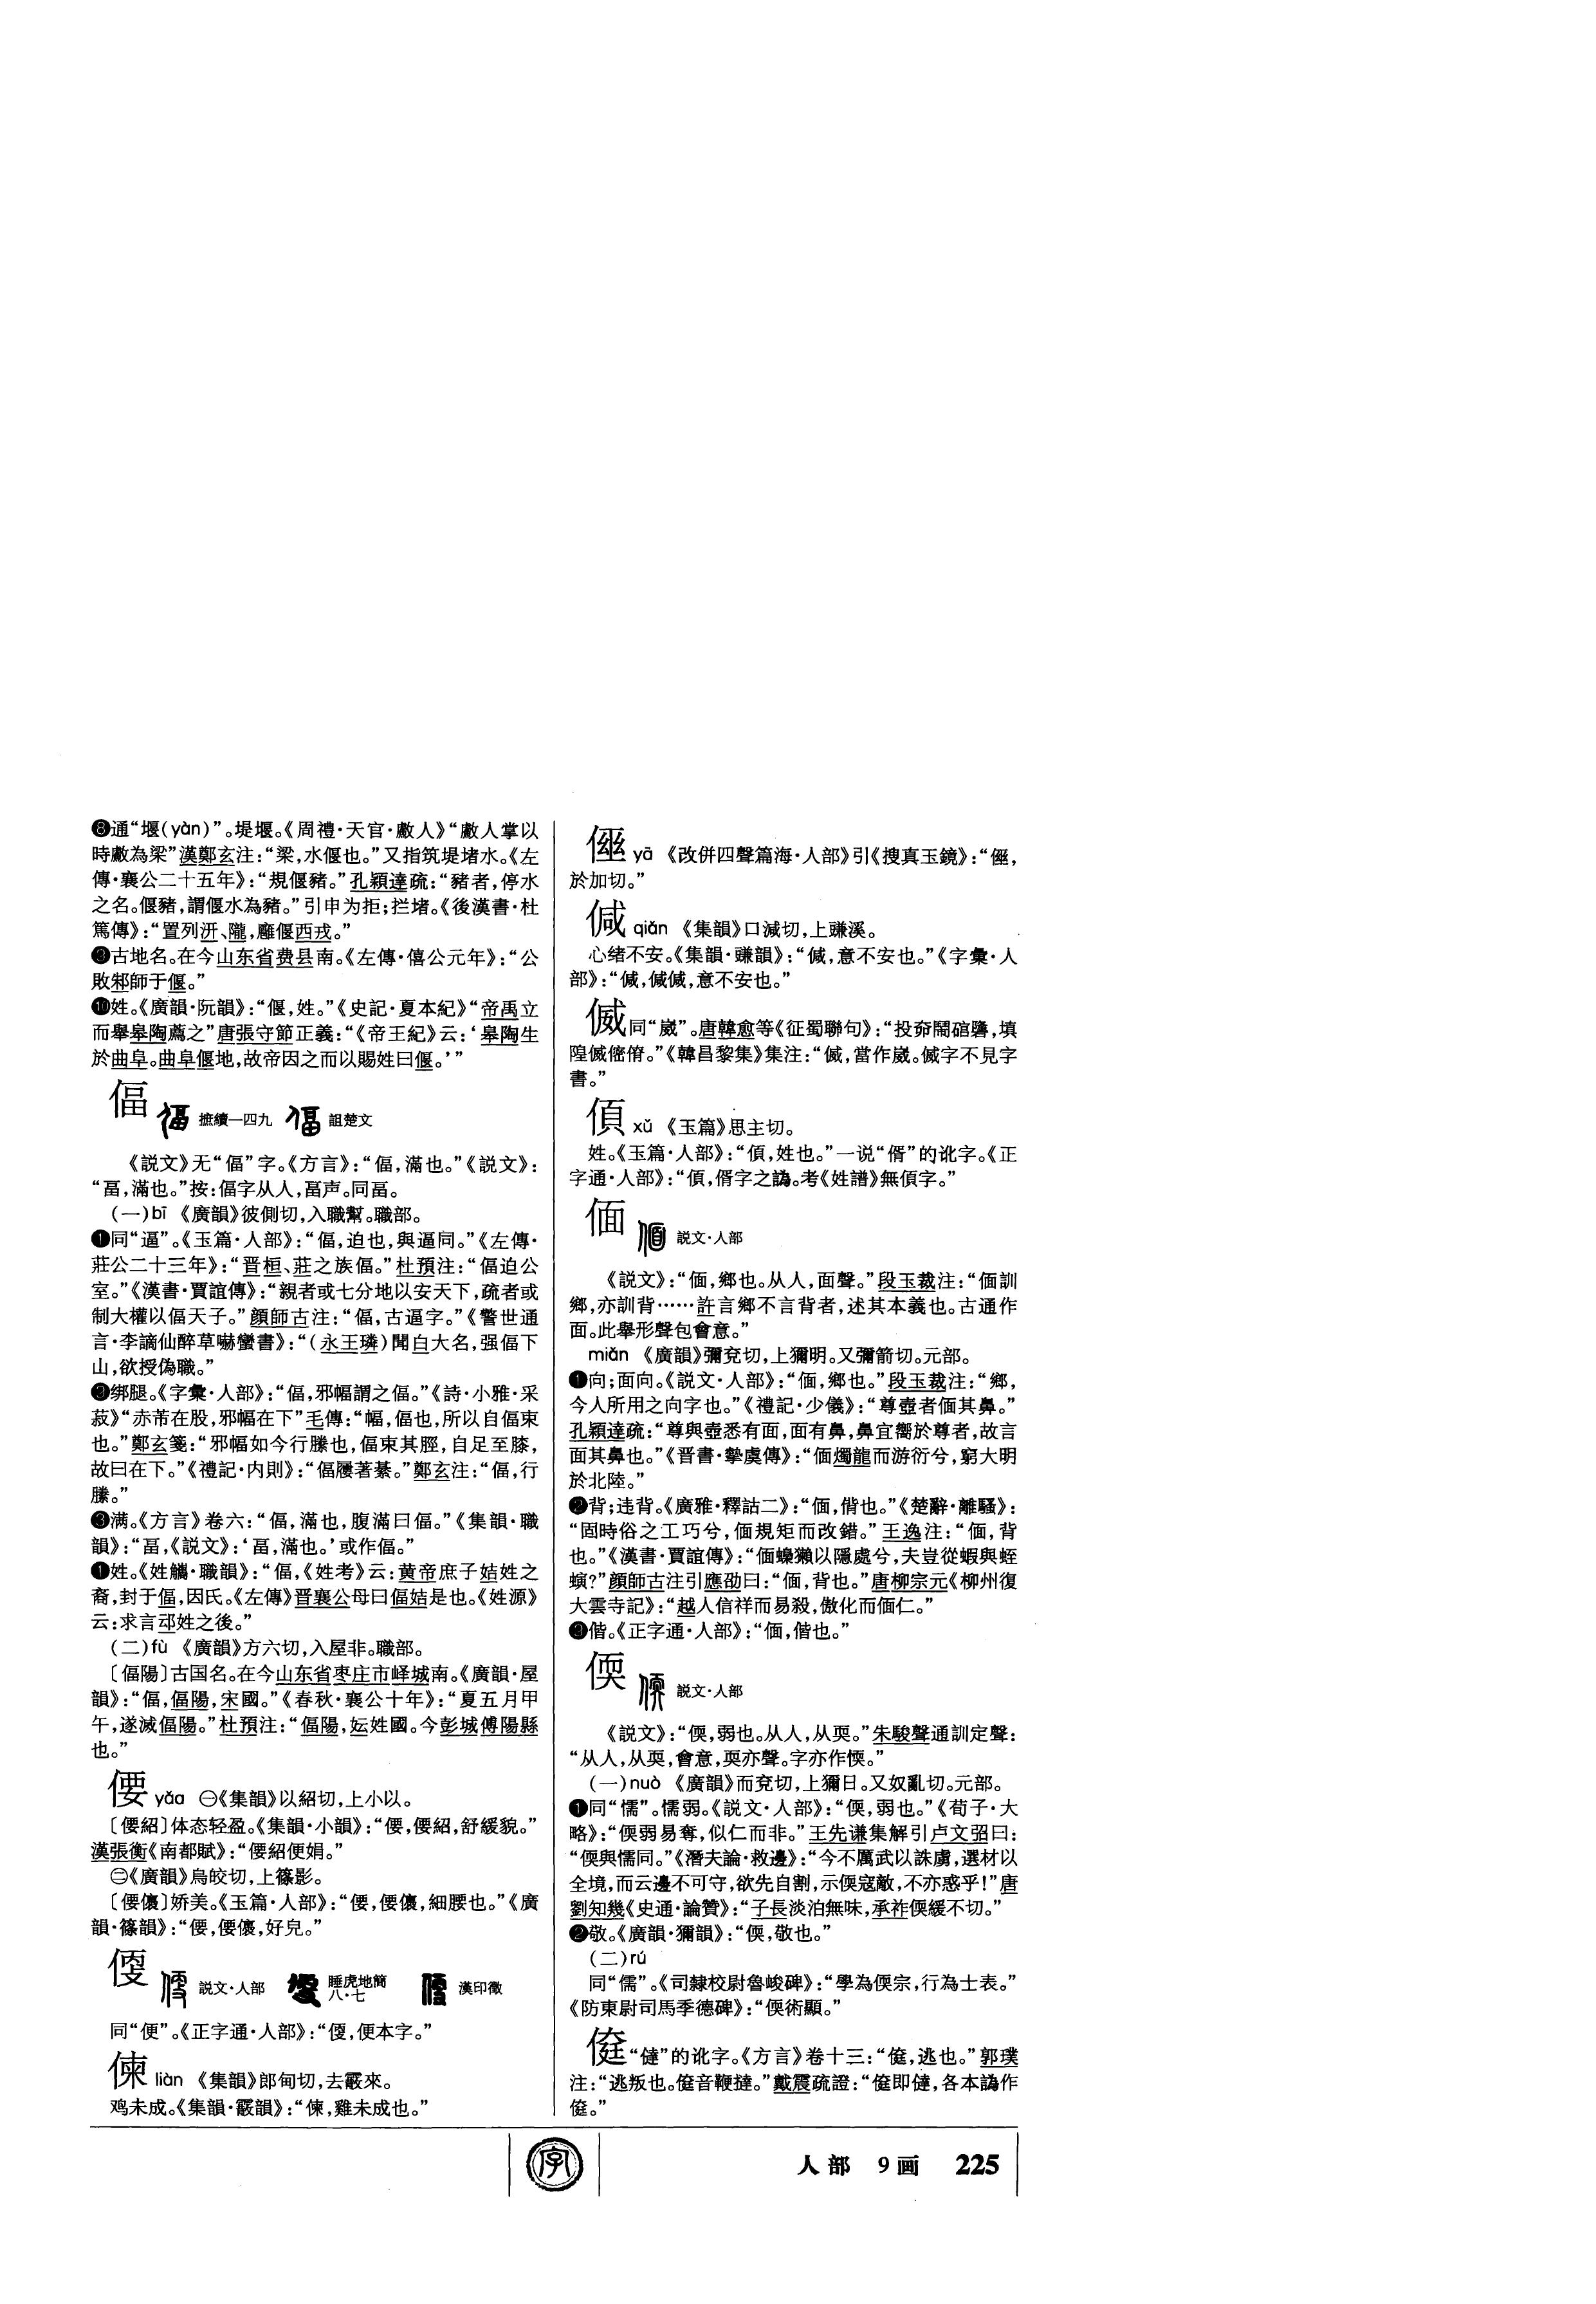 ❽通“堰(yàn)”。堤堰。《周禮·天官·䱷人》“䱷人掌以
時䱷為梁”漢鄭玄注：“梁，水偃也。”又指筑堤堵水。《左
傳·襄公二十五年》：“規偃豬。”孔穎達疏：“豬者，停水
之名。偃豬，謂偃水為豬。”引申为拒；拦堵。《後漢書·杜
篤傳》：“置列汧、隴，雝偃西戎。”
❾古地名。在今山东省费县南。《左傳·僖公元年》：“公
敗邾師于偃。”
❿姓。《廣韻·阮韻》：“偃，姓。”《史記·夏本紀》“帝禹立
而舉皋陶薦之”唐張守節正義：“《帝王紀》云：‘皋陶生
於曲阜。曲阜偃地，故帝因之而以賜姓曰偃。’”
偪 摭續一四九 詛楚文
《説文》无“偪”字。《方言》：“偪，滿也。”《説文》：
“畐，滿也。”按：偪字从人，畐声。同畐。
(一)bī 《廣韻》彼側切，入職幫。職部。
❶同“逼”。《玉篇·人部》：“偪，迫也，與逼同。”《左傳·
莊公二十三年》：“晋桓、莊之族偪。”杜預注：“偪迫公
室。”《漢書·賈誼傳》：“親者或七分地以安天下，疏者或
制大權以偪天子。”顔師古注：“偪，古逼字。”《警世通
言·李謫仙醉草嚇蠻書》：“(永王璘)聞白大名，强偪下
山，欲授偽職。”
❷绑腿。《字彙·人部》：“偪，邪幅謂之偪。”《詩·小雅·采
菽》“赤芾在股，邪幅在下”毛傳：“幅，偪也，所以自偪束
也。”鄭玄箋：“邪幅如今行縢也，偪束其脛，自足至膝，
故曰在下。”《禮記·内則》：“偪屨著綦。”鄭玄注：“偪，行
縢。”
❸满。《方言》卷六：“偪，滿也，腹滿曰偪。”《集韻·職
韻》：“畐，《説文》：‘畐，滿也。’或作偪。”
❹姓。《姓觿·職韻》：“偪，《姓考》云：黄帝庶子姞姓之
裔，封于偪，因氏。《左傳》晋襄公母曰偪姞是也。《姓源》
云：求言邳姓之後。”
(二)fù 《廣韻》方六切，入屋非。職部。
〔偪陽〕古国名。在今山东省枣庄市峄城南。《廣韻·屋
韻》：“偪，偪陽，宋國。”《春秋·襄公十年》：“夏五月甲
午，遂滅偪陽。”杜預注：“偪陽，妘姓國。今彭城傅陽縣
也。”
偠 yǎo ㊀《集韻》以紹切，上小以。
〔偠紹〕体态轻盈。《集韻·小韻》：“偠，偠紹，舒緩貌。”
漢張衡《南都賦》：“偠紹便娟。”
㊁《廣韻》烏皎切，上篠影。
〔偠儴〕娇美。《玉篇·人部》：“偠，偠儴，細腰也。”《廣
韻·篠韻》：“偠，偠儴，好皃。”
㑮 説文·人部 睡虎地簡八·七 漢印徵
同“便”。《正字通·人部》：“㑮，便本字。”
㑓 liàn 《集韻》郎甸切，去霰來。
鸡未成。《集韻·霰韻》：“㑓，雞未成也。”
yā 《改併四聲篇海·人部》引《搜真玉鏡》：“，
於加切。”
㑘 qiǎn 《集韻》口減切，上豏溪。
心绪不安。《集韻·豏韻》：“㑘，意不安也。”《字彙·人
部》：“㑘，㑘㑘，意不安也。”
同“崴”。唐韓愈等《征蜀聯句》：“投奅鬧䃔礐，填
隍㒑傄。”《韓昌黎集》集注：“，當作崴。字不見字
書。”
偩 xǔ 《玉篇》思主切。
姓。《玉篇·人部》：“，姓也。”一说“偦”的讹字。《正
字通·人部》：“，偦字之譌。考《姓譜》無字。”
偭 説文·人部
《説文》：“偭，鄉也。从人，面聲。”段玉裁注：“偭訓
鄉，亦訓背……許言鄉不言背者，述其本義也。古通作
面。此舉形聲包會意。”
miǎn 《廣韻》彌兖切，上獮明。又彌箭切。元部。
❶向；面向。《説文·人部》：“偭，鄉也。”段玉裁注：“鄉，
今人所用之向字也。”《禮記·少儀》：“尊壺者偭其鼻。”
孔穎達疏：“尊與壺悉有面，面有鼻，鼻宜嚮於尊者，故言
面其鼻也。”《晋書·摯虞傳》：“偭燭龍而游衍兮，窮大明
於北陸。”
❷背；违背。《廣雅·釋詁二》：“偭，偝也。”《楚辭·離騷》：
“固時俗之工巧兮，偭規矩而改錯。”王逸注：“偭，背
也。”《漢書·賈誼傳》：“偭蟂獺以隱處兮，夫豈從蝦與蛭
螾？”顔師古注引應劭曰：“偭，背也。”唐柳宗元《柳州復
大雲寺記》：“越人信祥而易殺，傲化而偭仁。”
❸偕。《正字通·人部》：“偭，偕也。”
偄 説文·人部
《説文》：“偄，弱也。从人，从耎。”朱駿聲通訓定聲：
“从人，从耎，會意，耎亦聲。字亦作愞。”
(一)nuò 《廣韻》而兖切，上獮日。又奴亂切。元部。
❶同“懦”。懦弱。《説文·人部》：“偄，弱也。”《荀子·大
略》：“偄弱易奪，似仁而非。”王先谦集解引卢文弨曰：
“偄與懦同。”《潛夫論·救邊》：“今不厲武以誅虜，選材以
全境，而云邊不可守，欲先自割，示偄寇敵，不亦惑乎！”唐
劉知幾《史通·論贊》：“子長淡泊無味，承祚偄緩不切。”
❷敬。《廣韻·獮韻》：“偄，敬也。”
(二)rú
同“儒”。《司隸校尉魯峻碑》：“學為偄宗，行為士表。”
《防東尉司馬季德碑》：“偄術顯。”
“㒓”的讹字。《方言》卷十三：“，逃也。”郭璞
注：“逃叛也。音鞭撻。”戴震疏證：“即㒓，各本譌作
。”
人部 9画 225